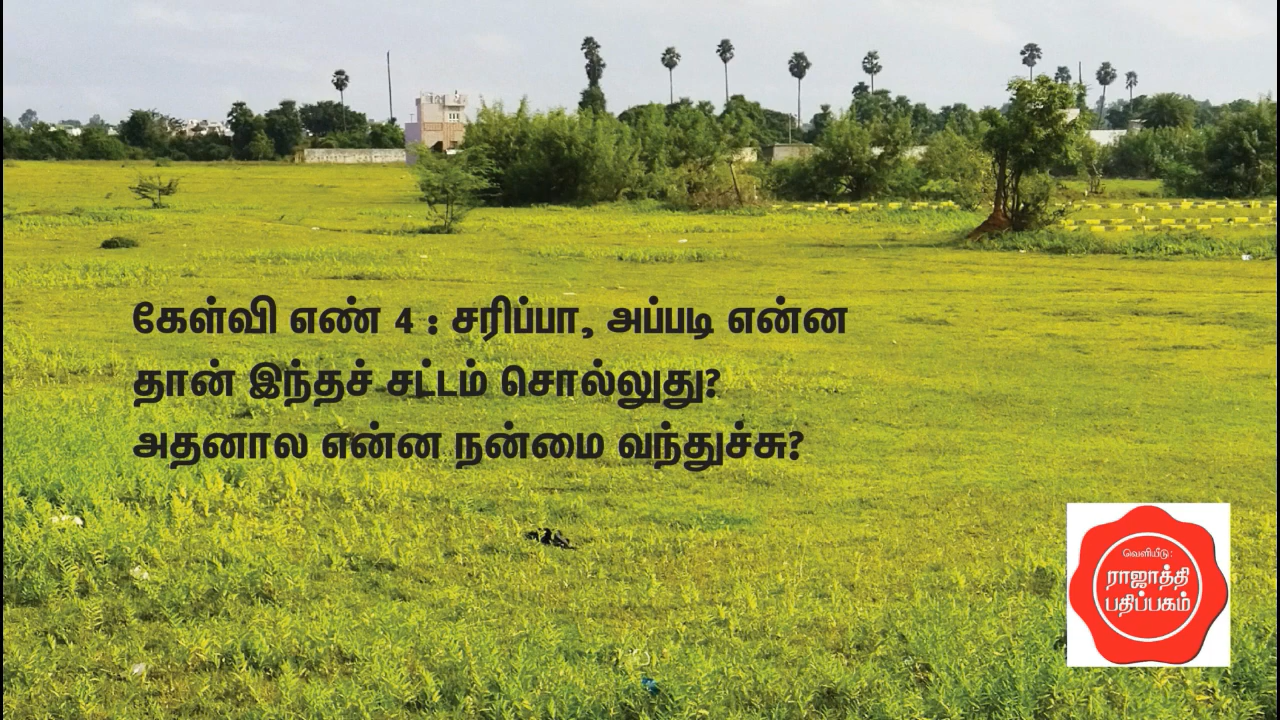 கேள்வி எண் 4 : சரிப்பா, அப்படி என்ன
தான் இந்தச் சட்டம் சொல்லுது?
அதனால என்ன நன்மை வந்துச்சு?
வெளியீடு :
ராஜாத்தி
பதிப்பகம்